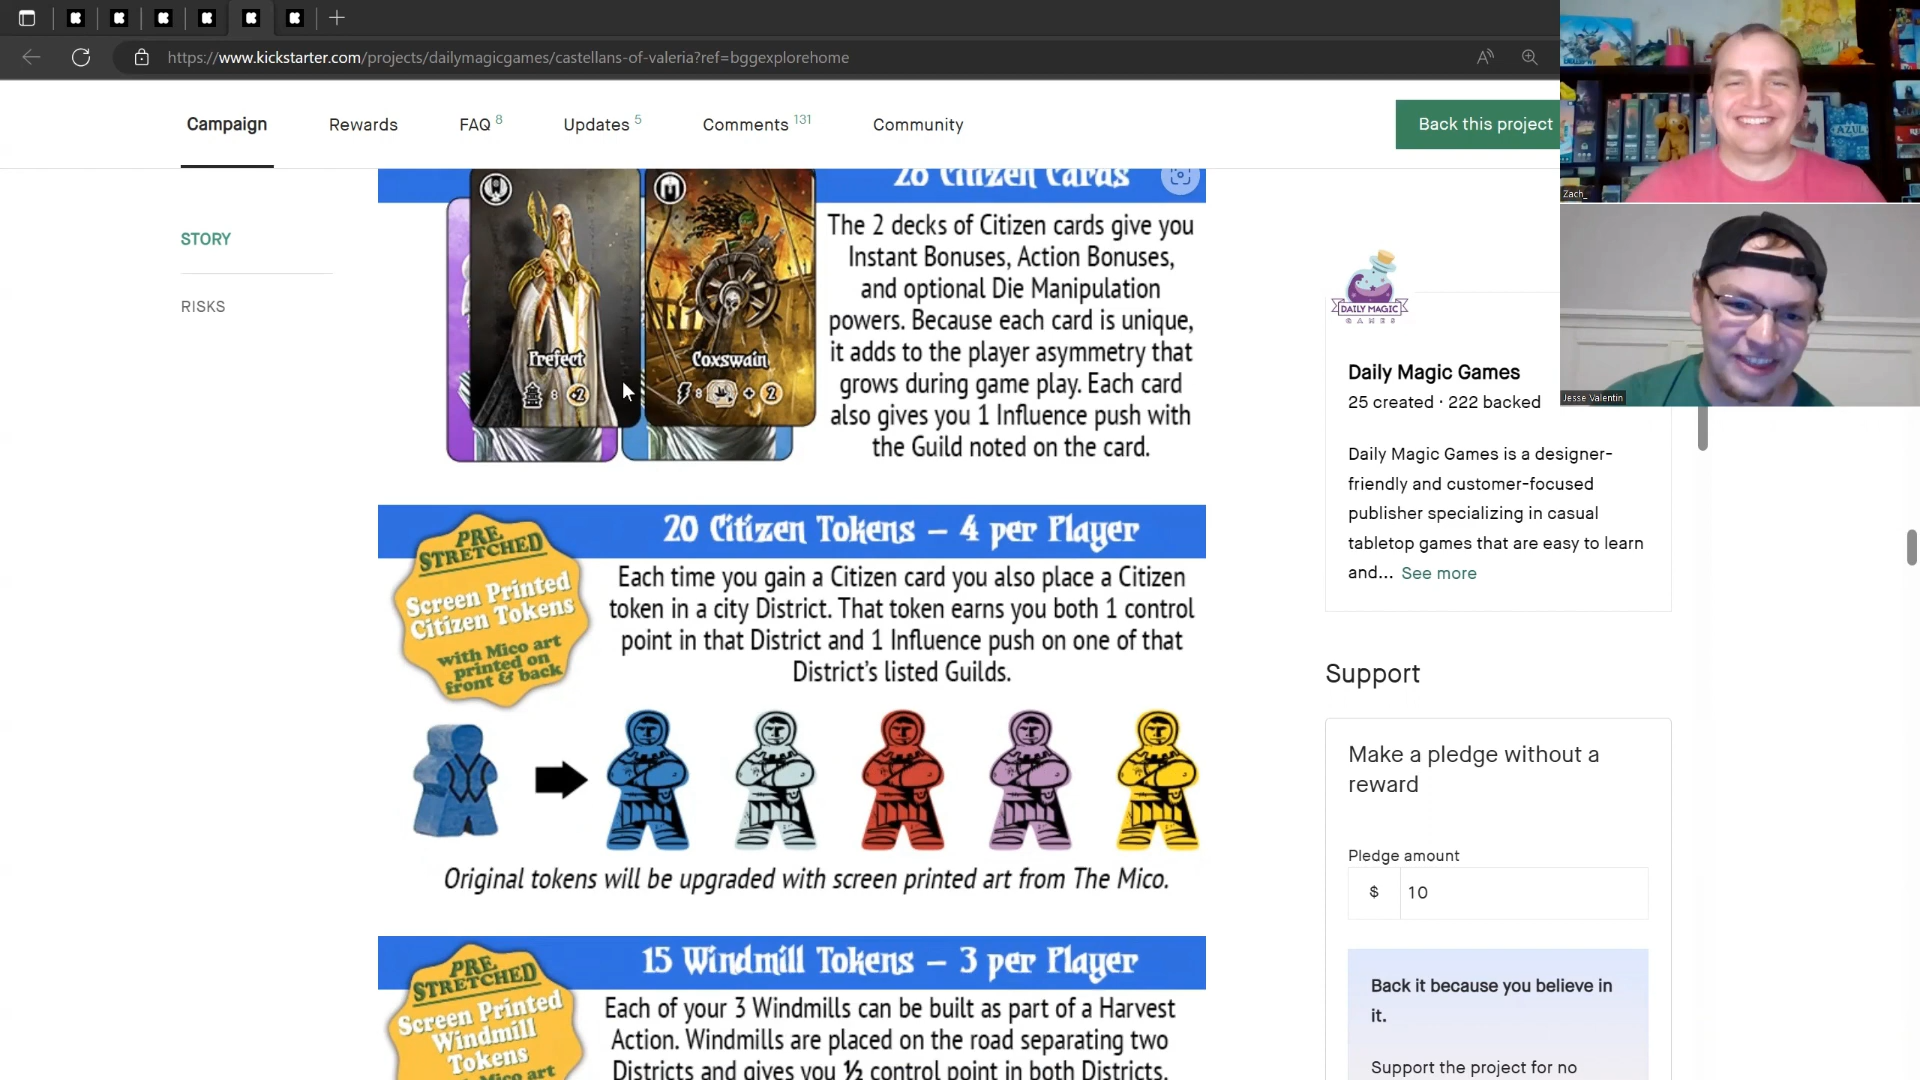 https://www.kickstarter.com/projects/dailymagicgames/castellans-of-valeria?ref=bggexplorehome
Campaign
Rewards
FAQ 8
Updates 5
Comments 131
Community
Back this project
STORY
RISKS
28 Citizen Cards
The 2 decks of Citizen cards give you
Instant Bonuses, Action Bonuses,
and optional Die Manipulation
powers. Because each card is unique,
it adds to the player asymmetry that
grows during game play. Each card
also gives you 1 Influence push with
the Guild noted on the card.
Prefect
Coxswain
+ 2
PRE
STRETCHED
Screen Printed
Citizen Tokens
with Mico art
printed on
front & back
20 Citizen Tokens – 4 per Player
Each time you gain a Citizen card you also place a Citizen
token in a city District. That token earns you both 1 control
point in that District and 1 Influence push on one of that
District's listed Guilds.
Original tokens will be upgraded with screen printed art from The Mico.
PRE
STRETCHED
Screen Printed
Windmill
Tokens
Mico art
15 Windmill Tokens – 3 per Player
Each of your 3 Windmills can be built as part of a Harvest
Action. Windmills are placed on the road separating two
Districts and gives you ½ control point in both Districts.
DAILY MAGIC
GAMES
Daily Magic Games
25 created · 222 backed
Daily Magic Games is a designer-
friendly and customer-focused
publisher specializing in casual
tabletop games that are easy to learn
and... See more
Support
Make a pledge without a
reward
Pledge amount
$ 10
Back it because you believe in
it.
Support the project for no
Zach_
AZUL
Jesse Valentin